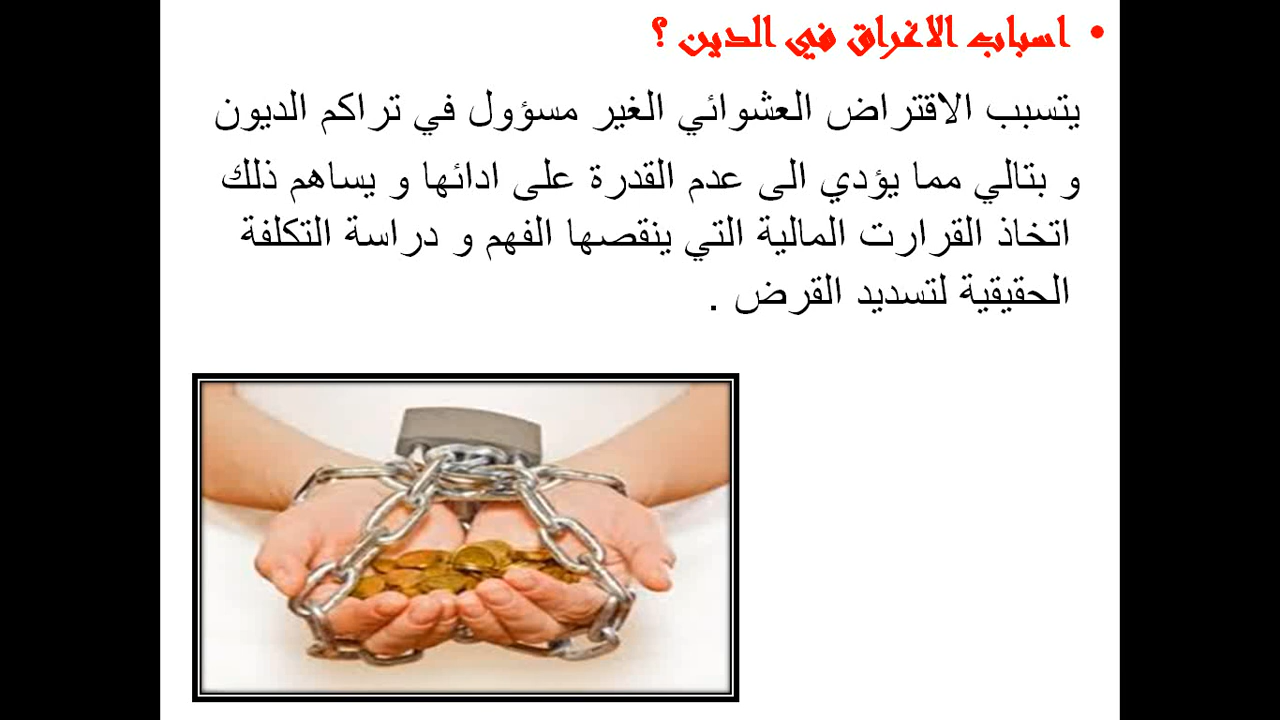 • اسباب الاغراق في الدين ؟
يتسبب الاقتراض العشوائي الغير مسؤول في تراكم الديون
و بتالي مما يؤدي الى عدم القدرة على ادائها و يساهم ذلك
اتخاذ القرارت المالية التي ينقصها الفهم و دراسة التكلفة
الحقيقية لتسديد القرض .